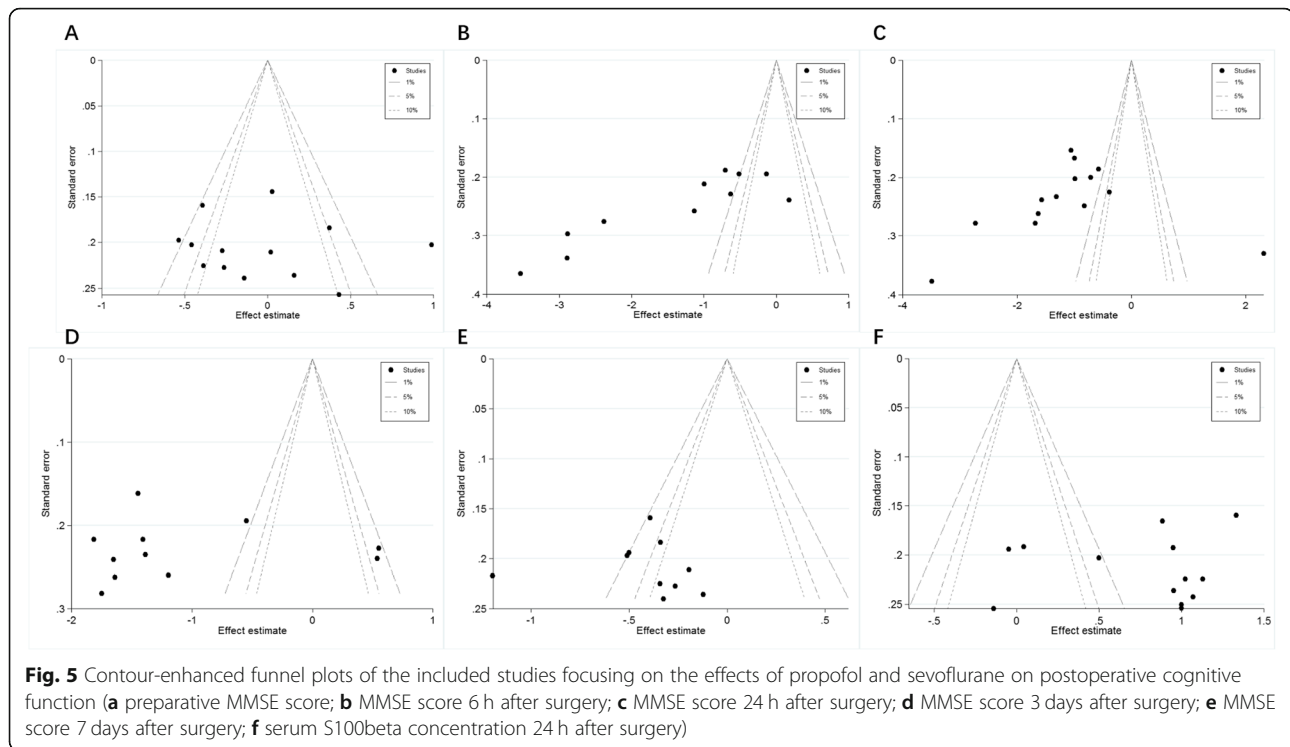 A
0
.05
.1
.15
.2
.25
Standard error
-1
-.5
0
.5
1
Effect estimate
Studies
1%
5%
10%
B
0
.1
.2
.3
.4
Standard error
-4
-3
-2
-1
0
1
Effect estimate
Studies
1%
5%
10%
C
0
.1
.2
.3
.4
Standard error
-4
-2
0
2
Effect estimate
Studies
1%
5%
10%
D
0
.1
.2
.3
Standard error
-2
-1
0
1
Effect estimate
Studies
1%
5%
10%
E
0
.05
.1
.15
.2
.25
Standard error
-1
-.5
0
.5
Effect estimate
Studies
1%
5%
10%
F
0
.05
.1
.15
.2
.25
Standard error
-.5
0
.5
1
1.5
Effect estimate
Studies
1%
5%
10%
Fig. 5 Contour-enhanced funnel plots of the included studies focusing on the effects of propofol and sevoflurane on postoperative cognitive
function (a preparative MMSE score; b MMSE score 6 h after surgery; c MMSE score 24 h after surgery; d MMSE score 3 days after surgery; e MMSE
score 7 days after surgery; f serum S100beta concentration 24 h after surgery)